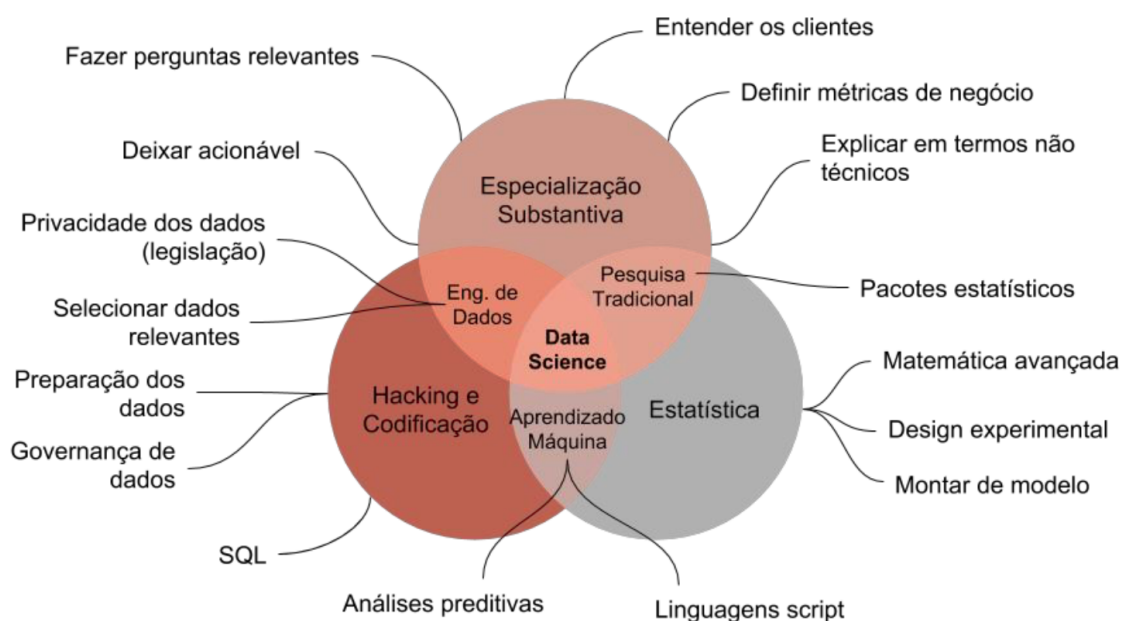 Entender os clientes
Fazer perguntas relevantes
Definir métricas de negócio
Deixar acionável
Explicar em termos não
técnicos
Especialização
Substantiva
Privacidade dos dados
(legislação)
Pesquisa
Tradicional
Pacotes estatísticos
Eng. de
Dados
Selecionar dados
relevantes
Data
Science
Matemática avançada
Preparação dos
dados
Hacking e
Codificação
Estatística
Aprendizado
Máquina
Design experimental
Governança de
dados
Montar de modelo
SQL
Análises preditivas
Linguagens script